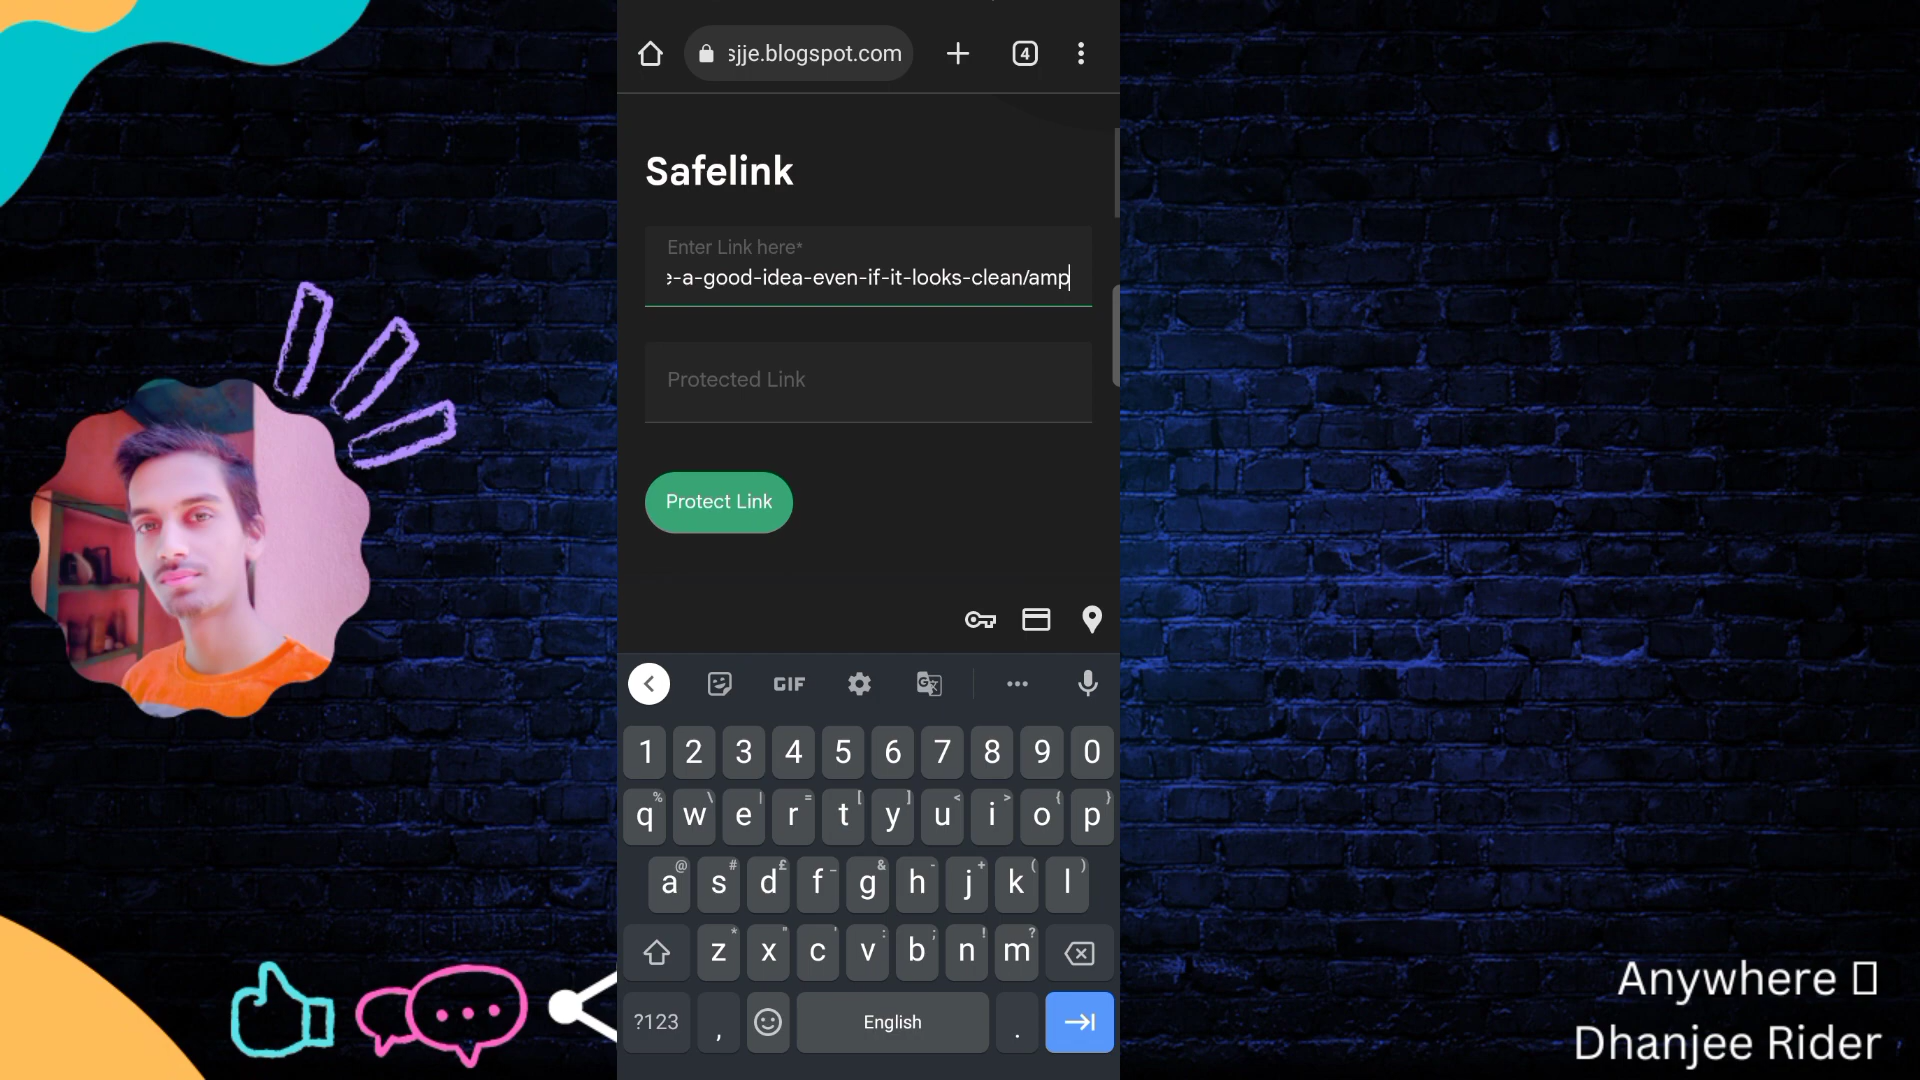 sjje.blogspot.com
4
Safelink
Enter Link here*
-a-good-idea-even-if-it-looks-clean/amp
Protected Link
Protect Link
GIF
1 2 3 4 5 6 7 8 9 0
% \ | = [ ] < > { }
q w e r t y u i o p
@ # £ _ & - + ( )
a s d f g h j k l
* " ' : ; ! ?
z x c v b n m
?123 , English .
Anywhere
Dhanjee Rider